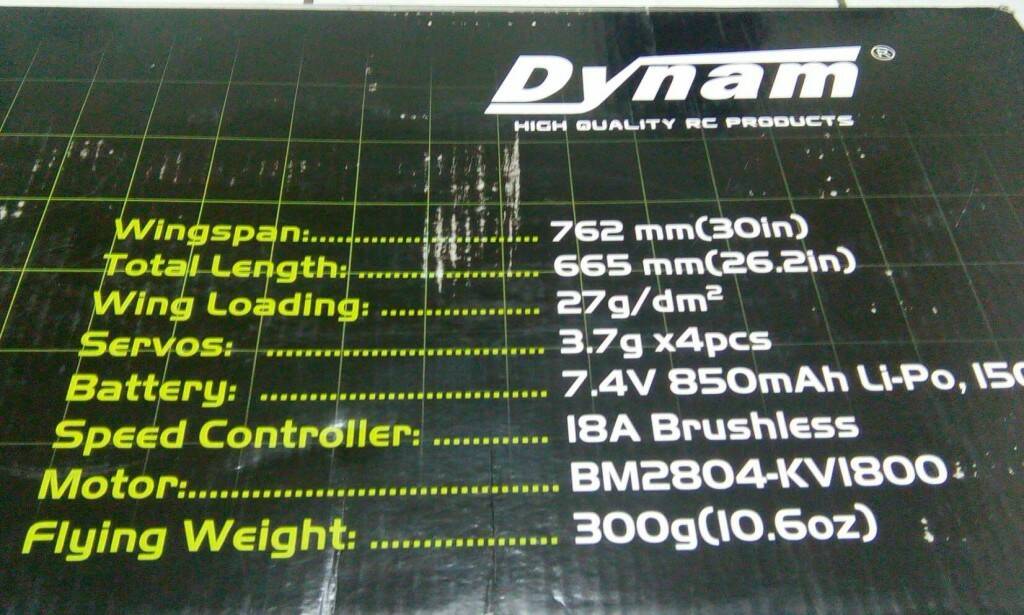 Dynam®
HIGH QUALITY RC PRODUCTS
Wingspan:.......................... 762 mm(30in)
Total Length: ..................... 665 mm(26.2in)
Wing Loading: .................. 27g/dm²
Servos: ................................ 3.7g x4pcs
Battery: ................................. 7.4V 850mAh Li-Po,
Speed Controller: ............ 18A Brushless
Motor:....................................... BM2804-KV1800
Flying Weight: .................. 300g(10.6oz)